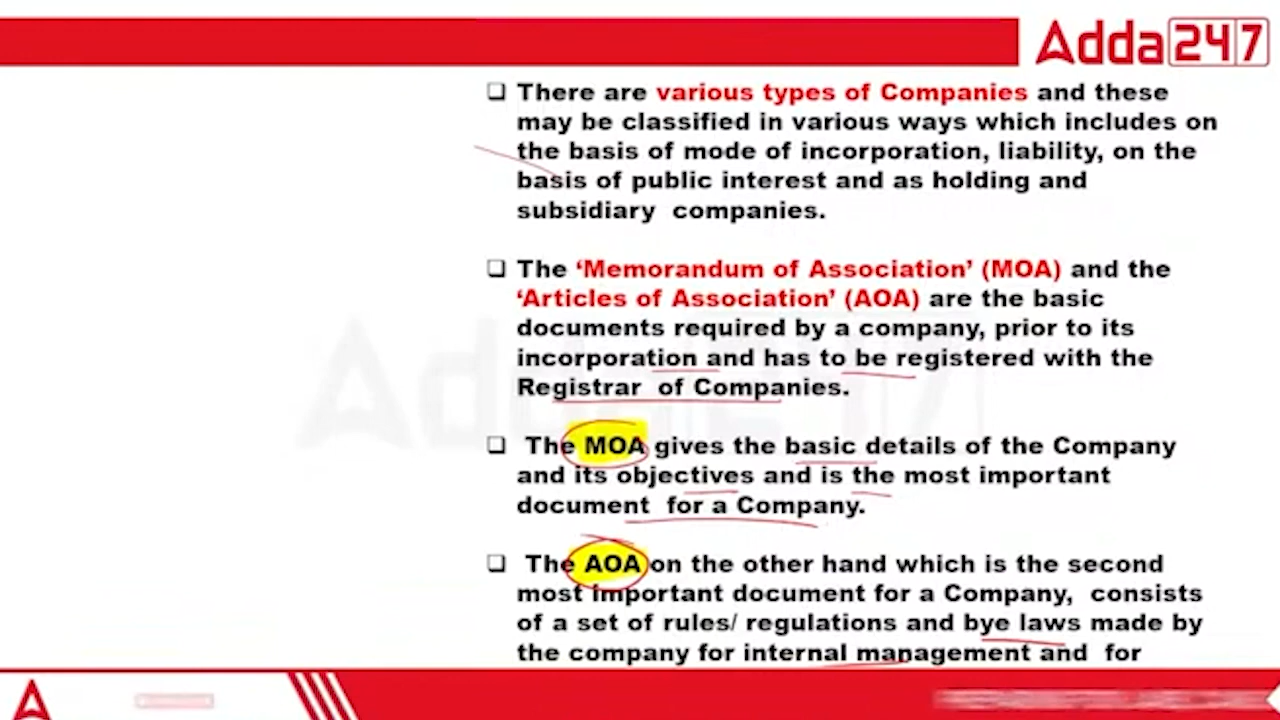 Adda247
❑ There are various types of Companies and these
may be classified in various ways which includes on
the basis of mode of incorporation, liability, on the
basis of public interest and as holding and
subsidiary companies.
❑ The ‘Memorandum of Association’ (MOA) and the
‘Articles of Association’ (AOA) are the basic
documents required by a company, prior to its
incorporation and has to be registered with the
Registrar of Companies.
❑ The MOA gives the basic details of the Company
and its objectives and is the most important
document for a Company.
❑ The AOA on the other hand which is the second
most important document for a Company, consists
of a set of rules/ regulations and bye laws made by
the company for internal management and for